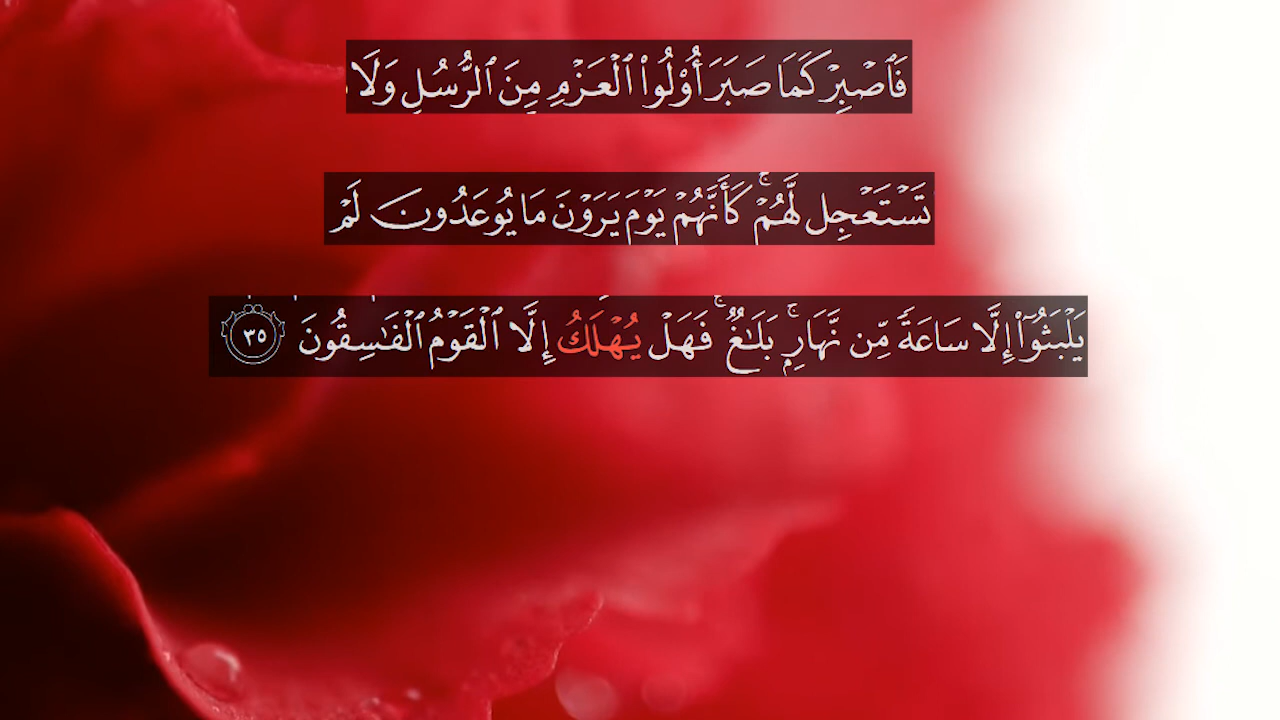 فَٱصۡبِرۡ كَمَا صَبَرَ أُوْلُواْ ٱلۡعَزۡمِ مِنَ ٱلرُّسُلِ وَلَا
تَسۡتَعۡجِل لَّهُمۡۚ كَأَنَّهُمۡ يَوۡمَ يَرَوۡنَ مَا يُوعَدُونَ لَمۡ
يَلۡبَثُوٓاْ إِلَّا سَاعَةٗ مِّن نَّهَارِۭۚ بَلَٰغٞۚ فَهَلۡ يُهۡلَكُ إِلَّا ٱلۡقَوۡمُ ٱلۡفَٰسِقُونَ ٣٥